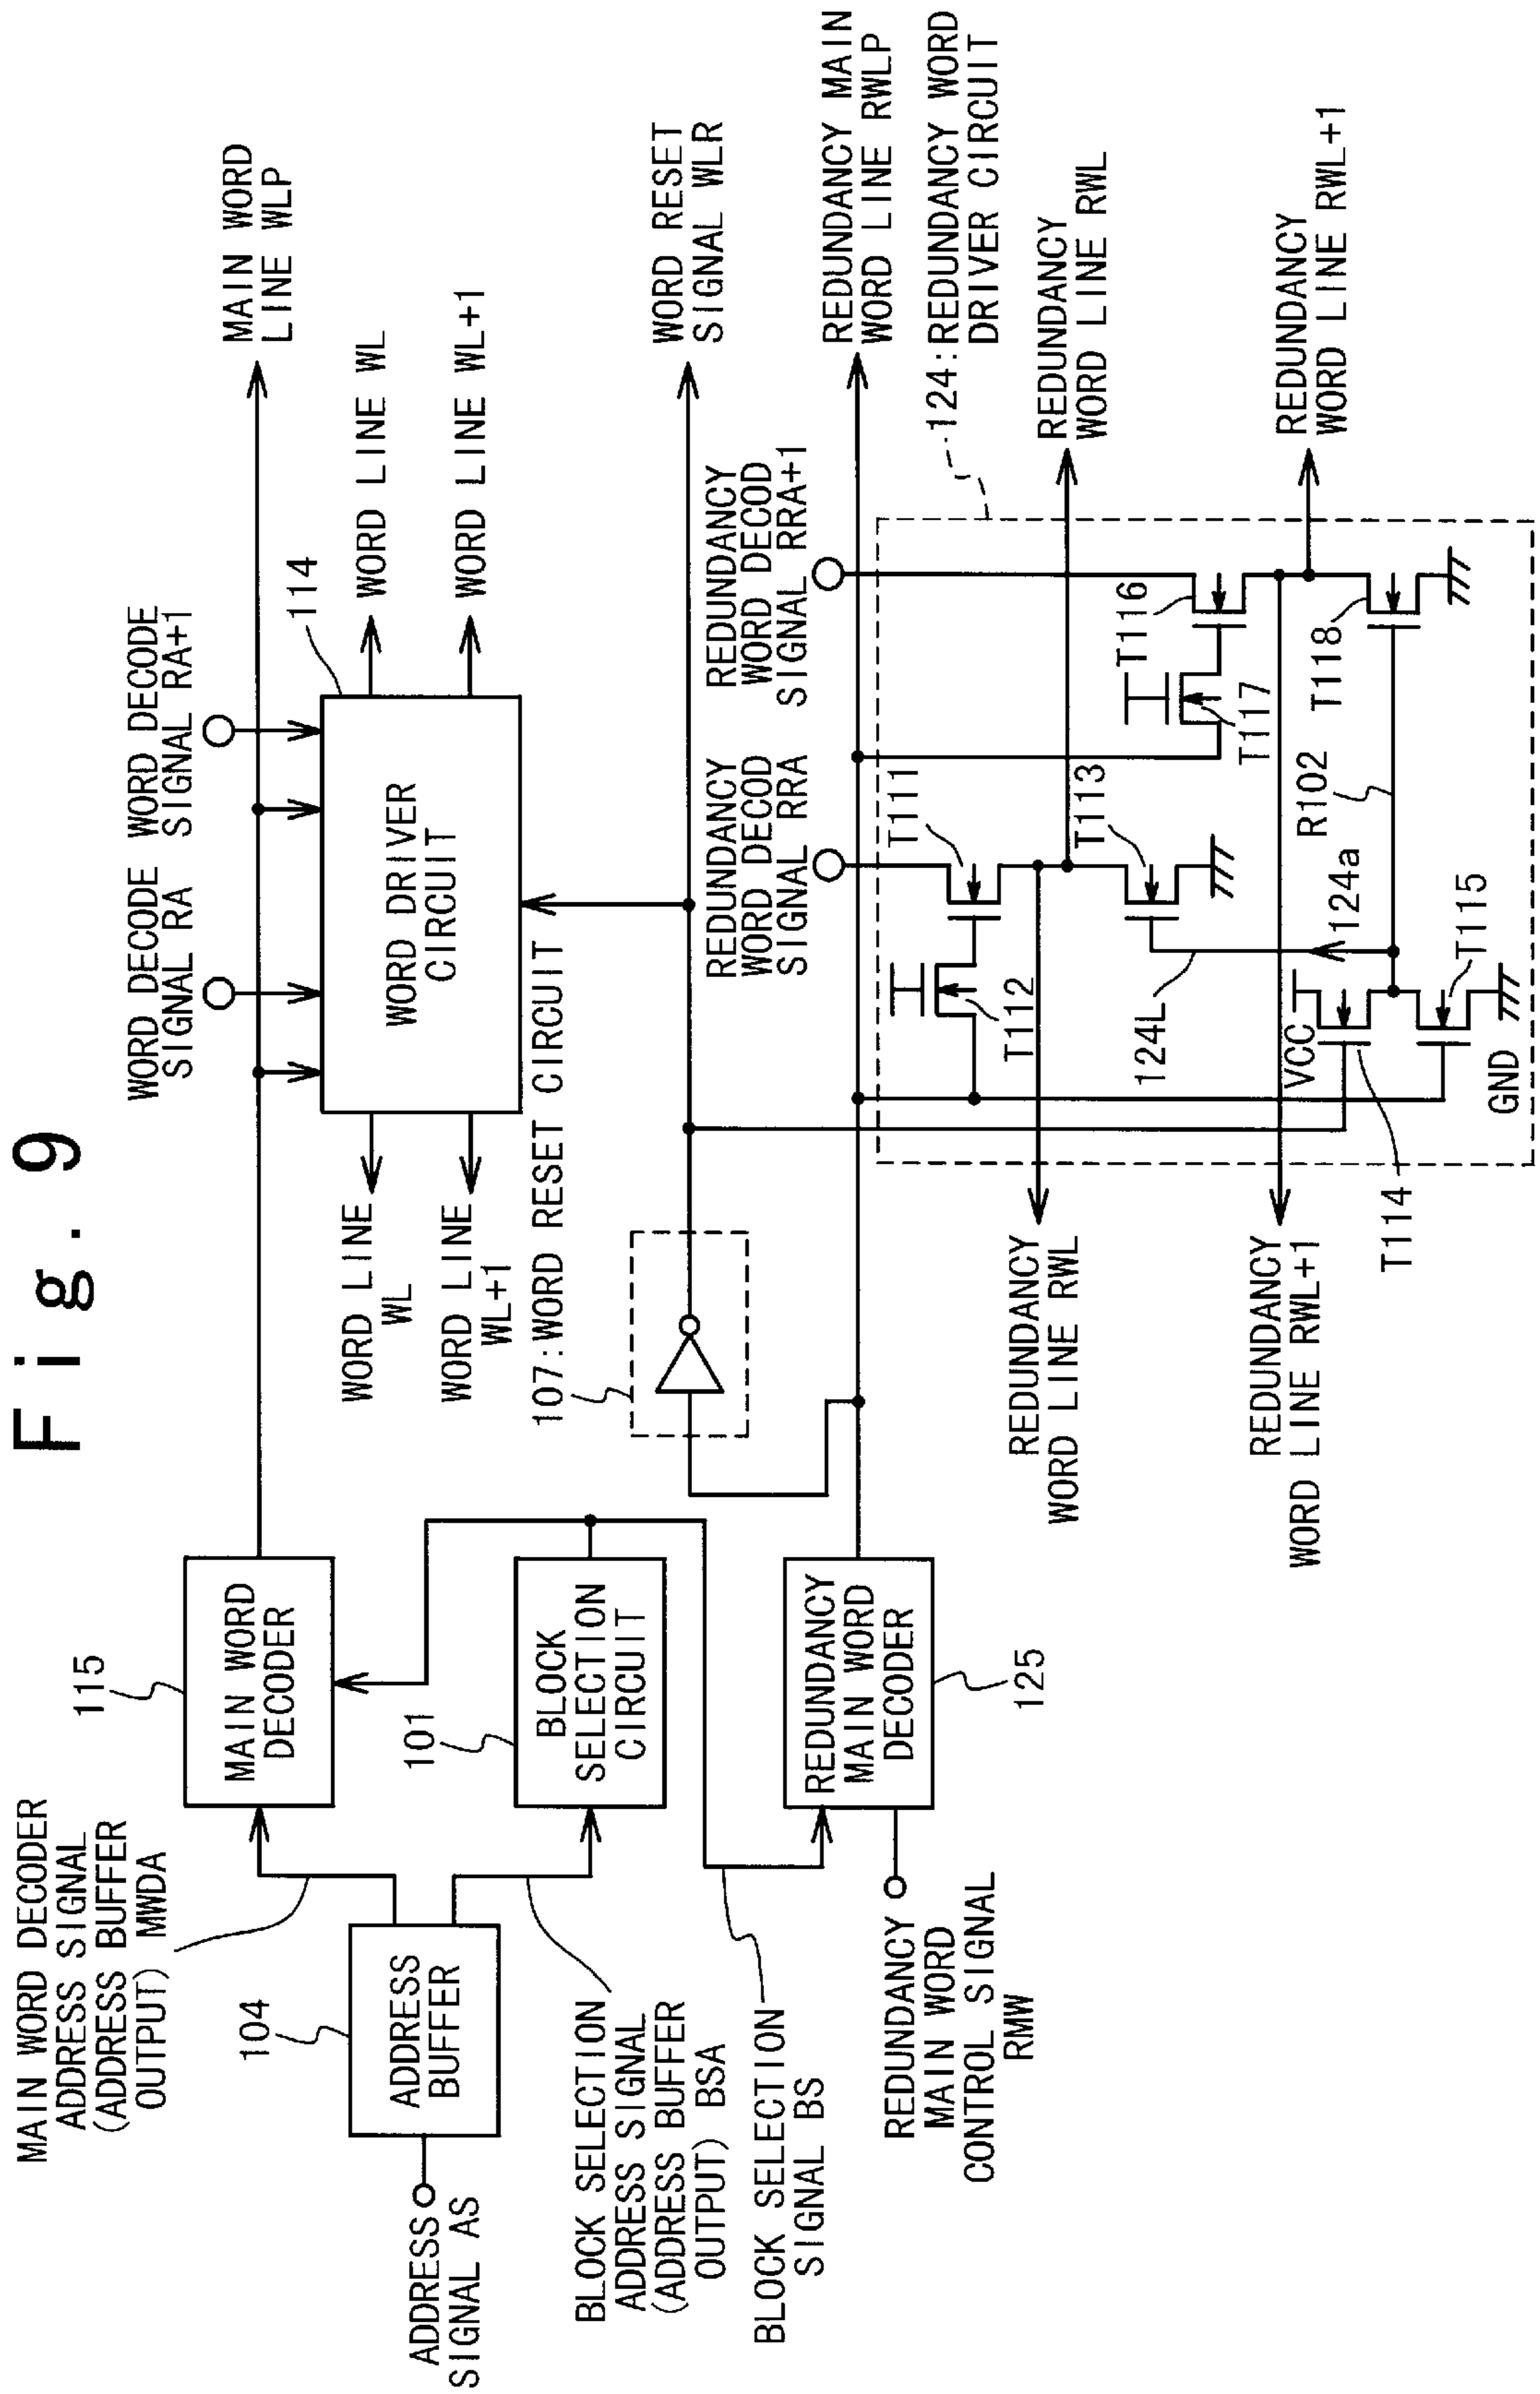 Fig. 9
MAIN WORD DECODER
ADDRESS SIGNAL
(ADDRESS BUFFER
OUTPUT) MWDA
115
MAIN WORD
DECODER
104
ADDRESS
BUFFER
ADDRESS
SIGNAL AS
101
BLOCK
SELECTION
CIRCUIT
BLOCK SELECTION
ADDRESS SIGNAL
(ADDRESS BUFFER
OUTPUT) BSA
BLOCK SELECTION
SIGNAL BS
REDUNDANCY
MAIN WORD
DECODER
125
REDUNDANCY
MAIN WORD
CONTROL SIGNAL
RMW
WORD DECODE
SIGNAL RA
WORD DECODE
SIGNAL RA+1
MAIN WORD
LINE WLP
114
WORD DRIVER
CIRCUIT
WORD LINE
WL
WORD LINE
WL+1
WORD LINE WL
WORD LINE WL+1
107:WORD RESET CIRCUIT
WORD RESET
SIGNAL WLR
REDUNDANCY
WORD DECOD
SIGNAL RRA
REDUNDANCY
WORD DECOD
SIGNAL RRA+1
REDUNDANCY MAIN
WORD LINE RWLP
124:REDUNDANCY WORD
DRIVER CIRCUIT
T111
T112
T113
T116
T117
T118
REDUNDANCY
WORD LINE RWL
REDUNDANCY
WORD LINE RWL
124L
124a
R102
VCC
T115
GND
T114
REDUNDANCY
WORD LINE RWL+1
REDUNDANCY
WORD LINE RWL+1